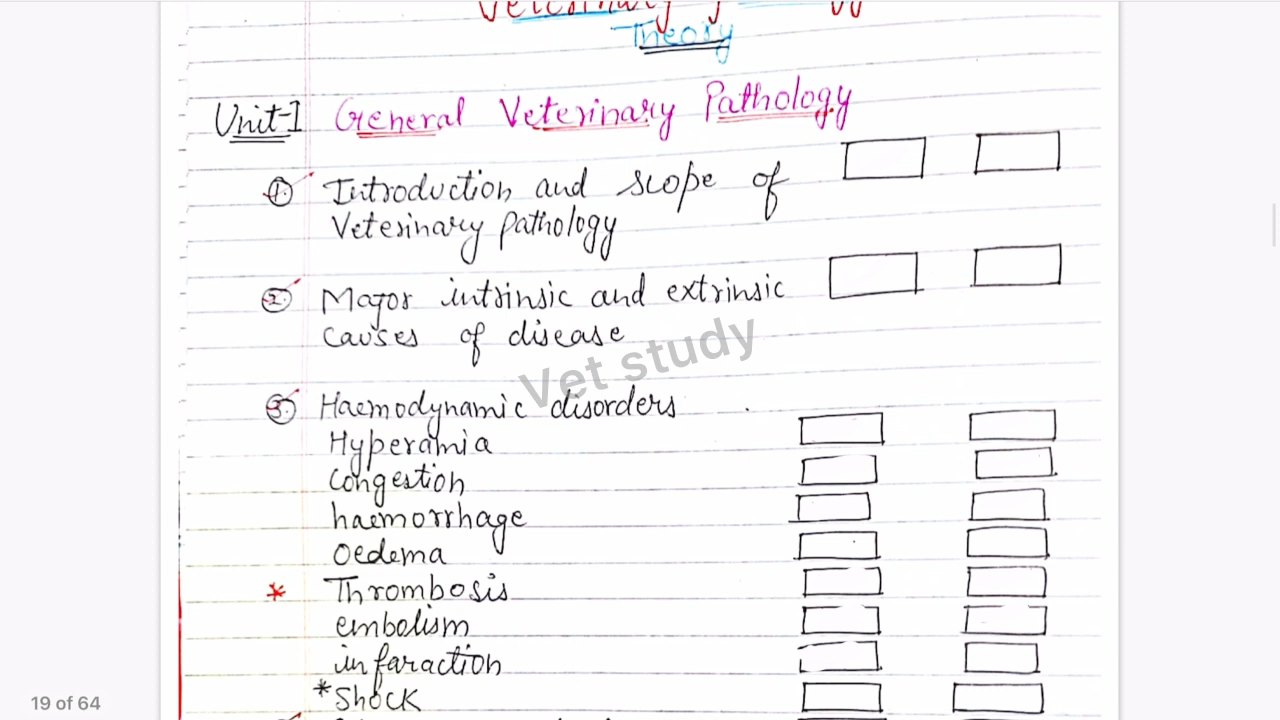 Theory
Unit-I General Veterinary Pathology
1. Introduction and scope of
Veterinary pathology
2. Major intrinsic and extrinsic
causes of disease
Vet study
3. Haemodynamic disorders
Hyperamia
Congestion
haemorrhage
oedema
* Thrombosis
embolism
infaraction
*Shock
19 of 64